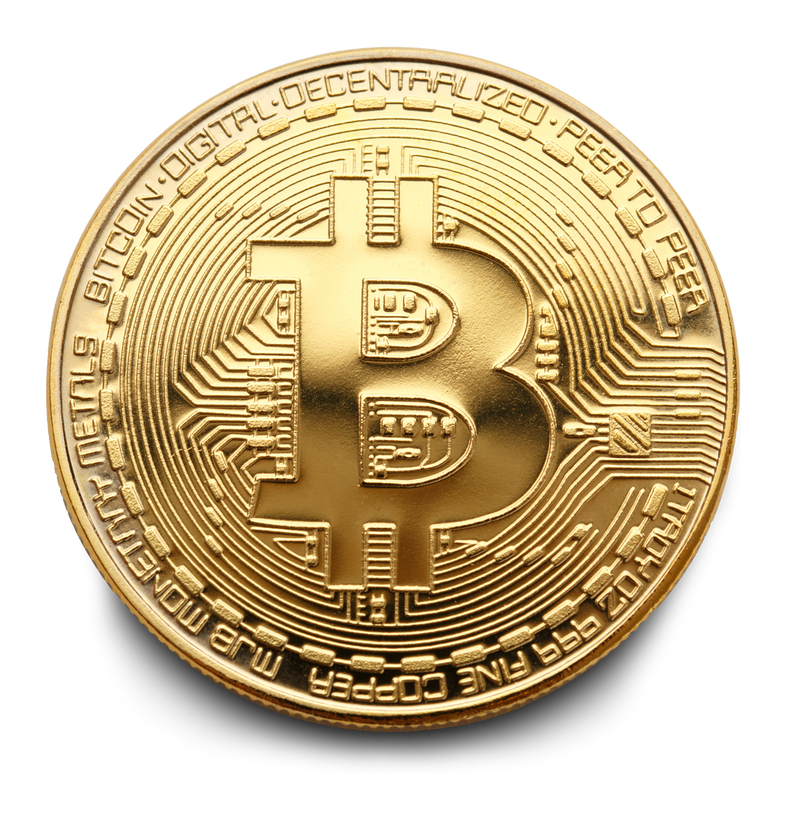 BITCOIN · DIGITAL · DECENTRALIZED · PEER TO PEER
1 TROY OZ 999 FINE COPPER MJB MONETARY METALS